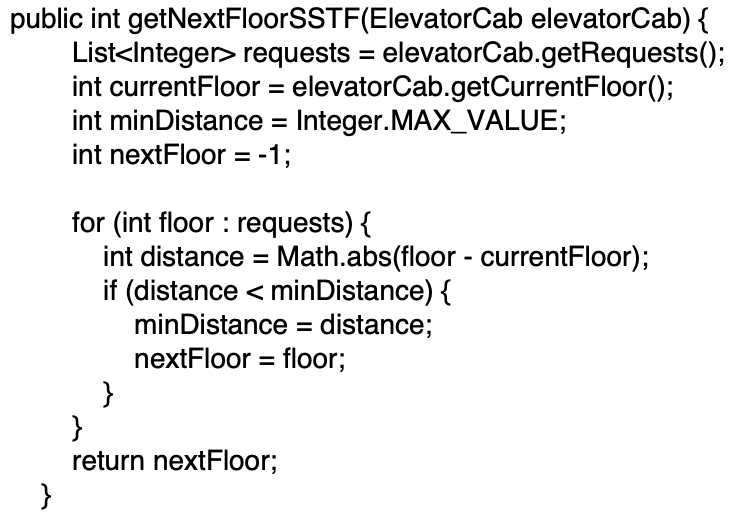 public int getNextFloorSSTF(ElevatorCab elevatorCab) {
List<Integer> requests = elevatorCab.getRequests();
int currentFloor = elevatorCab.getCurrentFloor();
int minDistance = Integer.MAX_VALUE;
int nextFloor = -1;
for (int floor : requests) {
int distance = Math.abs(floor - currentFloor);
if (distance < minDistance) {
minDistance = distance;
nextFloor = floor;
}
}
return nextFloor;
}